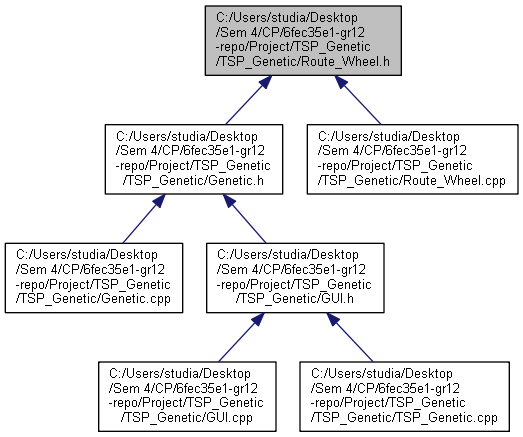 C:/Users/studia/Desktop
/Sem 4/CP/6fec35e1-gr12
-repo/Project/TSP_Genetic
/TSP_Genetic/Route_Wheel.h
C:/Users/studia/Desktop
/Sem 4/CP/6fec35e1-gr12
-repo/Project/TSP_Genetic
/TSP_Genetic/Genetic.h
C:/Users/studia/Desktop
/Sem 4/CP/6fec35e1-gr12
-repo/Project/TSP_Genetic
/TSP_Genetic/Route_Wheel.cpp
C:/Users/studia/Desktop
/Sem 4/CP/6fec35e1-gr12
-repo/Project/TSP_Genetic
/TSP_Genetic/Genetic.cpp
C:/Users/studia/Desktop
/Sem 4/CP/6fec35e1-gr12
-repo/Project/TSP_Genetic
/TSP_Genetic/GUI.h
C:/Users/studia/Desktop
/Sem 4/CP/6fec35e1-gr12
-repo/Project/TSP_Genetic
/TSP_Genetic/GUI.cpp
C:/Users/studia/Desktop
/Sem 4/CP/6fec35e1-gr12
-repo/Project/TSP_Genetic
/TSP_Genetic/TSP_Genetic.cpp